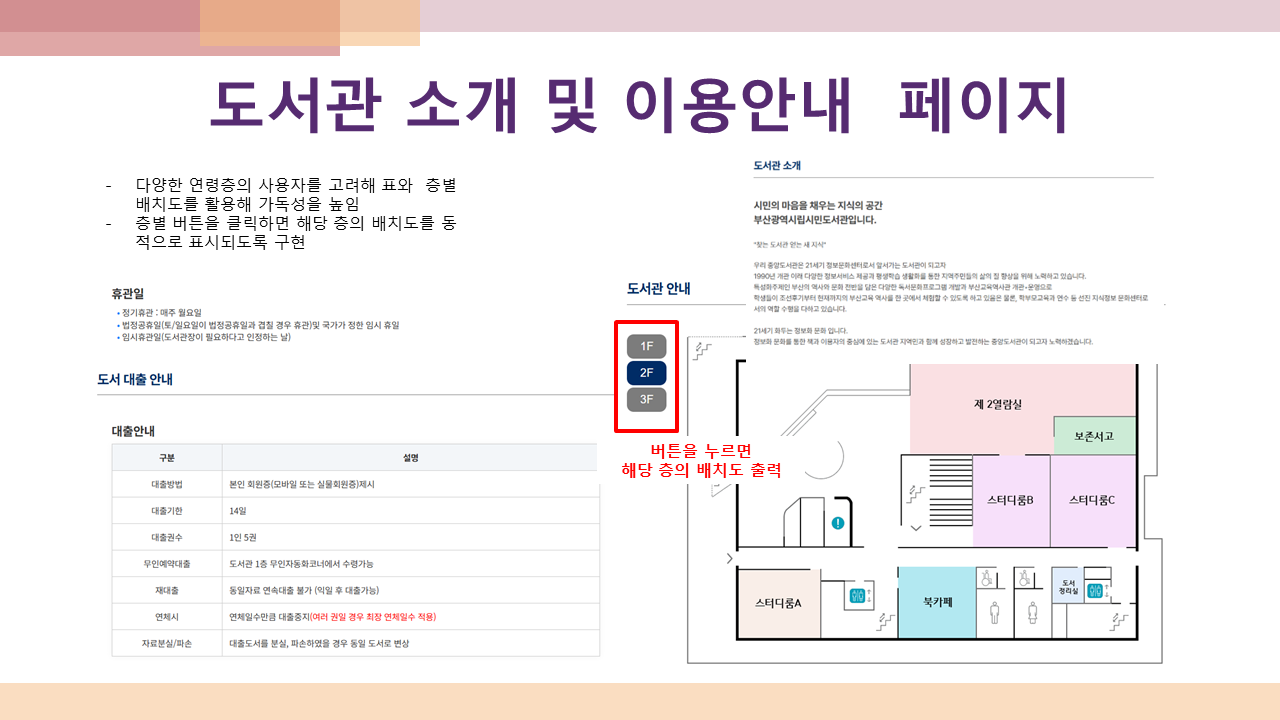 도서관 소개 및 이용안내 페이지
- 다양한 연령층의 사용자를 고려해 표와 층별
배치도를 활용해 가독성을 높임
- 층별 버튼을 클릭하면 해당 층의 배치도를 동
적으로 표시되도록 구현
휴관일
• 정기휴관 : 매주 월요일
• 법정공휴일(토/일요일이 법정공휴일과 겹칠 경우 휴관)및 국가가 정한 임시 휴일
• 임시휴관일(도서관장이 필요하다고 인정하는 날)
도서 대출 안내
대출안내
구분 설명
대출방법 본인 회원증(모바일 또는 실물회원증)제시
대출기한 14일
대출권수 1인 5권
무인예약대출 도서관 1층 무인자동화코너에서 수령가능
재대출 동일자료 연속대출 불가 (익일 후 대출가능)
연체시 연체일수만큼 대출중지(여러 권일 경우 최장 연체일수 적용)
자료분실/파손 대출도서를 분실, 파손하였을 경우 동일 도서로 변상
도서관 소개
시민의 마음을 채우는 지식의 공간
부산광역시립시민도서관입니다.
"찾는 도서관 얻는 새 지식"
우리 중앙도서관은 21세기 정보문화센터로서 앞서가는 도서관이 되고자
1990년 개관 이래 다양한 정보서비스 제공과 평생학습 생활화를 통한 지역주민들의 삶의 질 향상을 위해 노력하고 있습니다.
특성화주제인 부산의 역사와 문화 전반을 담은 다양한 독서문화프로그램 개발과 부산교육역사관 개관•운영으로
학생들이 조선후기부터 현재까지의 부산교육 역사를 한 곳에서 체험할 수 있도록 하고 있음은 물론, 학부모교육과 연수 등 선진 지식정보 문화센터로
서의 역할 수행을 다하고 있습니다.
21세기 화두는 정보화 문화 입니다.
정보화 문화를 통한 책과 이용자의 중심에 있는 도서관 지역민과 함께 성장하고 발전하는 중앙도서관이 되고자 노력하겠습니다.
도서관 안내
1F
2F
3F
버튼을 누르면
해당 층의 배치도 출력
제 2열람실
보존서고
스터디룸B
스터디룸C
스터디룸A
북카페
도서
정리실